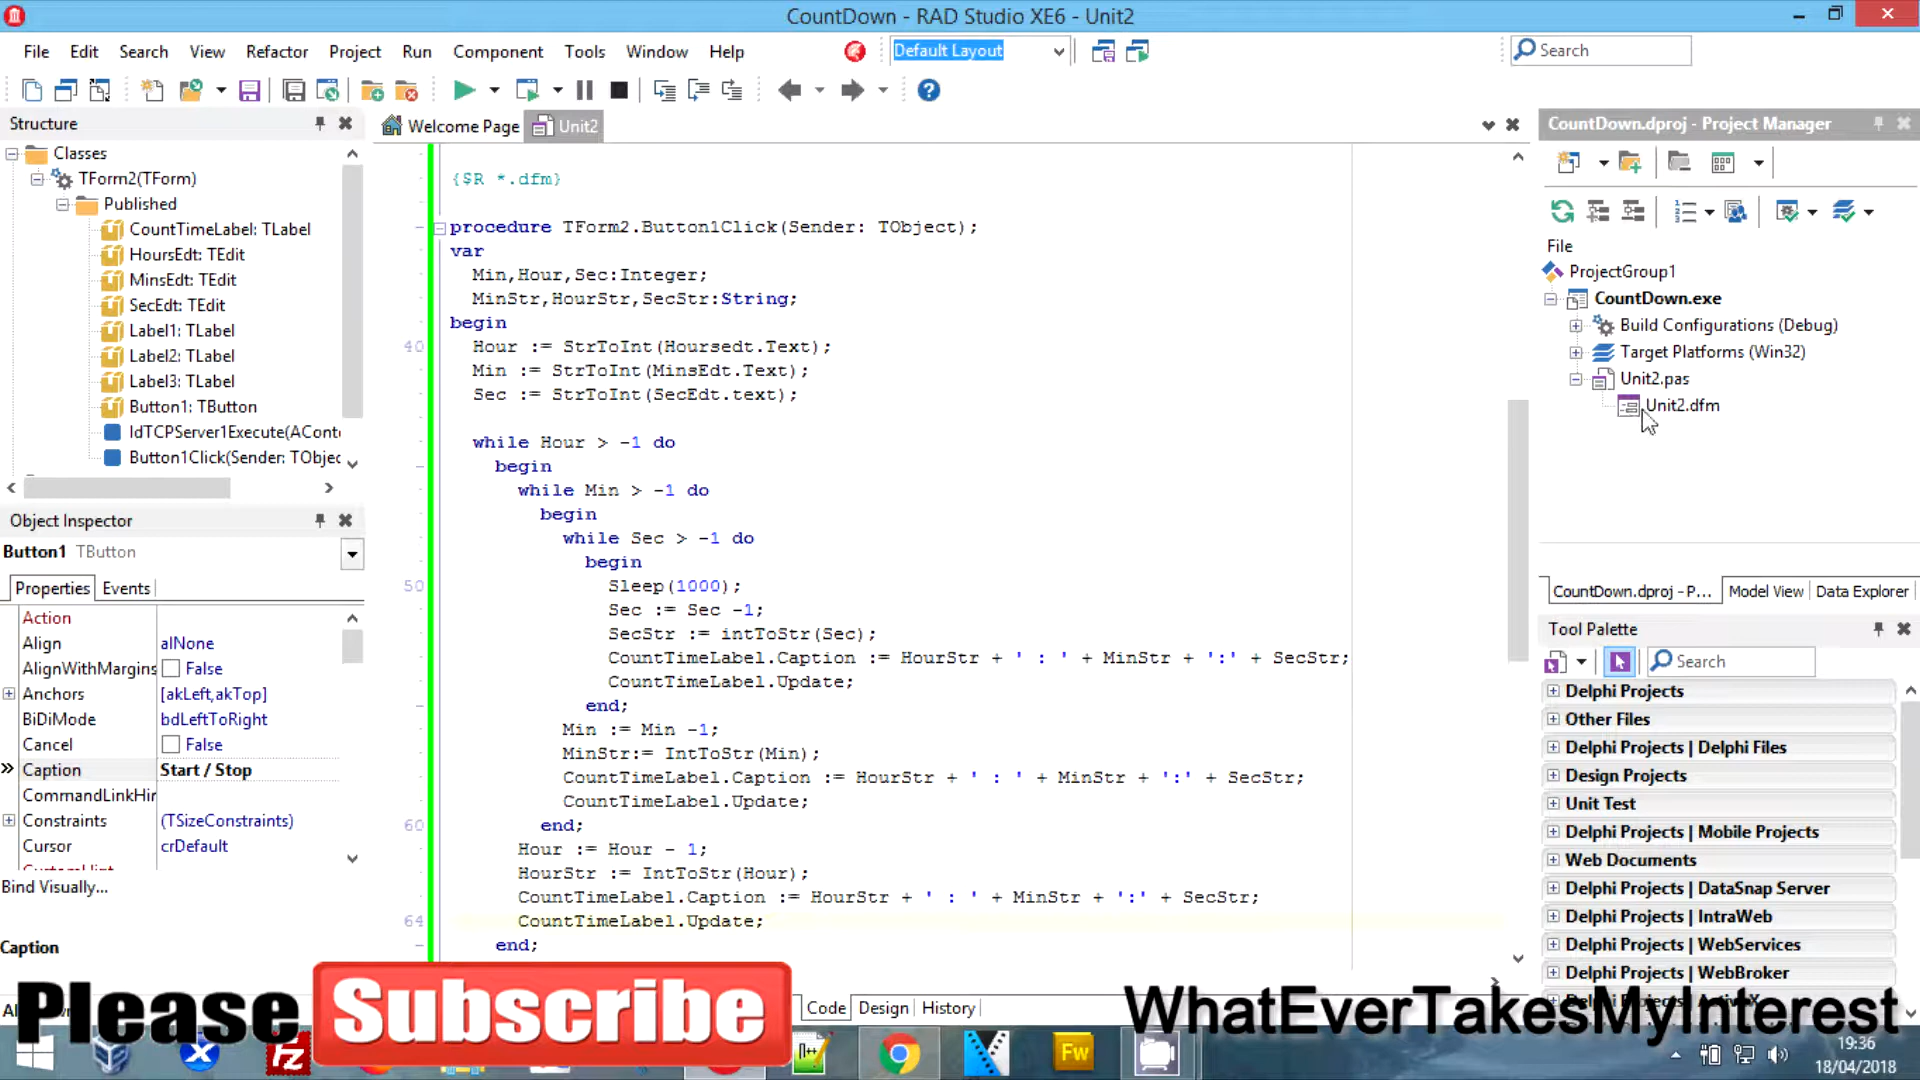 CountDown - RAD Studio XE6 - Unit2
File Edit Search View Refactor Project Run Component Tools Window Help
Default Layout
Search
Structure
Classes
TForm2(TForm)
Published
CountTimeLabel: TLabel
HoursEdt: TEdit
MinsEdt: TEdit
SecEdt: TEdit
Label1: TLabel
Label2: TLabel
Label3: TLabel
Button1: TButton
IdTCPServer1Execute(AConte
Button1Click(Sender: TObjec
Object Inspector
Button1 TButton
Properties Events
Action
Align alNone
AlignWithMargins False
Anchors [akLeft,akTop]
BiDiMode bdLeftToRight
Cancel False
Caption Start / Stop
CommandLinkHir
Constraints (TSizeConstraints)
Cursor crDefault
Bind Visually...
Caption
Welcome Page Unit2
{$R *.dfm}
procedure TForm2.Button1Click(Sender: TObject);
var
Min,Hour,Sec:Integer;
MinStr,HourStr,SecStr:String;
begin
40 Hour := StrToInt(Hoursedt.Text);
Min := StrToInt(MinsEdt.Text);
Sec := StrToInt(SecEdt.text);
while Hour > -1 do
begin
while Min > -1 do
begin
while Sec > -1 do
begin
50 Sleep(1000);
Sec := Sec -1;
SecStr := intToStr(Sec);
CountTimeLabel.Caption := HourStr + ' : ' + MinStr + ':' + SecStr;
CountTimeLabel.Update;
end;
Min := Min -1;
MinStr:= IntToStr(Min);
CountTimeLabel.Caption := HourStr + ' : ' + MinStr + ':' + SecStr;
CountTimeLabel.Update;
60 end;
Hour := Hour - 1;
HourStr := IntToStr(Hour);
CountTimeLabel.Caption := HourStr + ' : ' + MinStr + ':' + SecStr;
64 CountTimeLabel.Update;
end;
Code Design History
CountDown.dproj - Project Manager
File
ProjectGroup1
CountDown.exe
Build Configurations (Debug)
Target Platforms (Win32)
Unit2.pas
Unit2.dfm
CountDown.dproj - P... Model View Data Explorer
Tool Palette
Search
Delphi Projects
Other Files
Delphi Projects | Delphi Files
Design Projects
Unit Test
Delphi Projects | Mobile Projects
Web Documents
Delphi Projects | DataSnap Server
Delphi Projects | IntraWeb
Delphi Projects | WebServices
Delphi Projects | WebBroker
Please Subscribe
WhatEverTakesMyInterest
Fw
19:36
18/04/2018